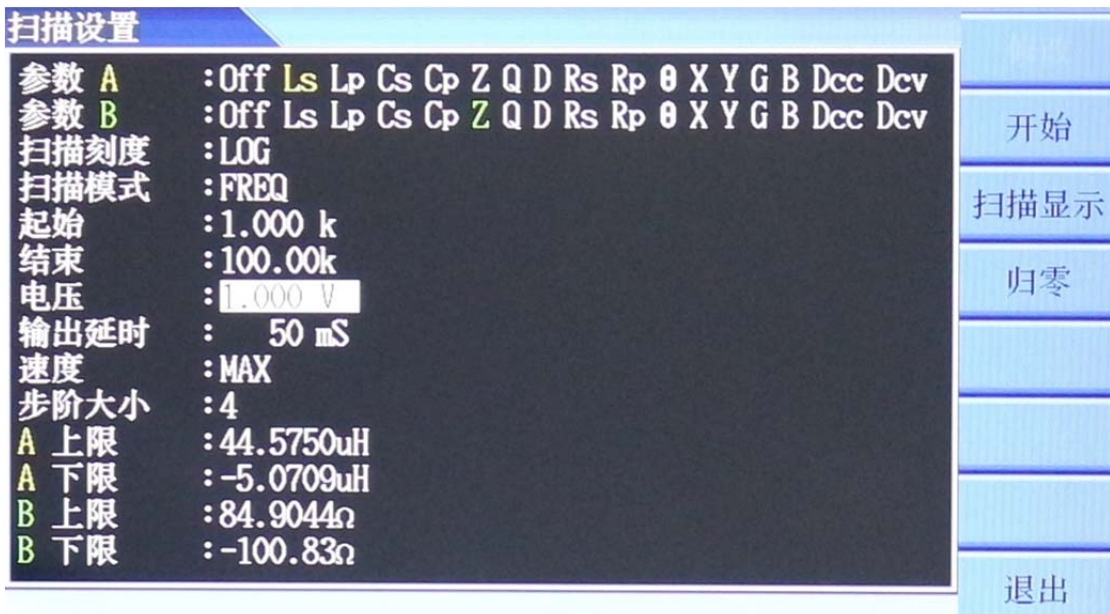 扫描设置
参数 A :Off Ls Lp Cs Cp Z Q D Rs Rp θ X Y G B Dcc Dcv
参数 B :Off Ls Lp Cs Cp Z Q D Rs Rp θ X Y G B Dcc Dcv
扫描刻度 :LOG
扫描模式 :FREQ
起始 :1.000 k
结束 :100.00k
电压 :1.000 V
输出延时 : 50 mS
速度 :MAX
步阶大小 :4
A 上限 :44.5750uH
A 下限 :-5.0709uH
B 上限 :84.9044Ω
B 下限 :-100.83Ω
开始
扫描显示
归零
退出